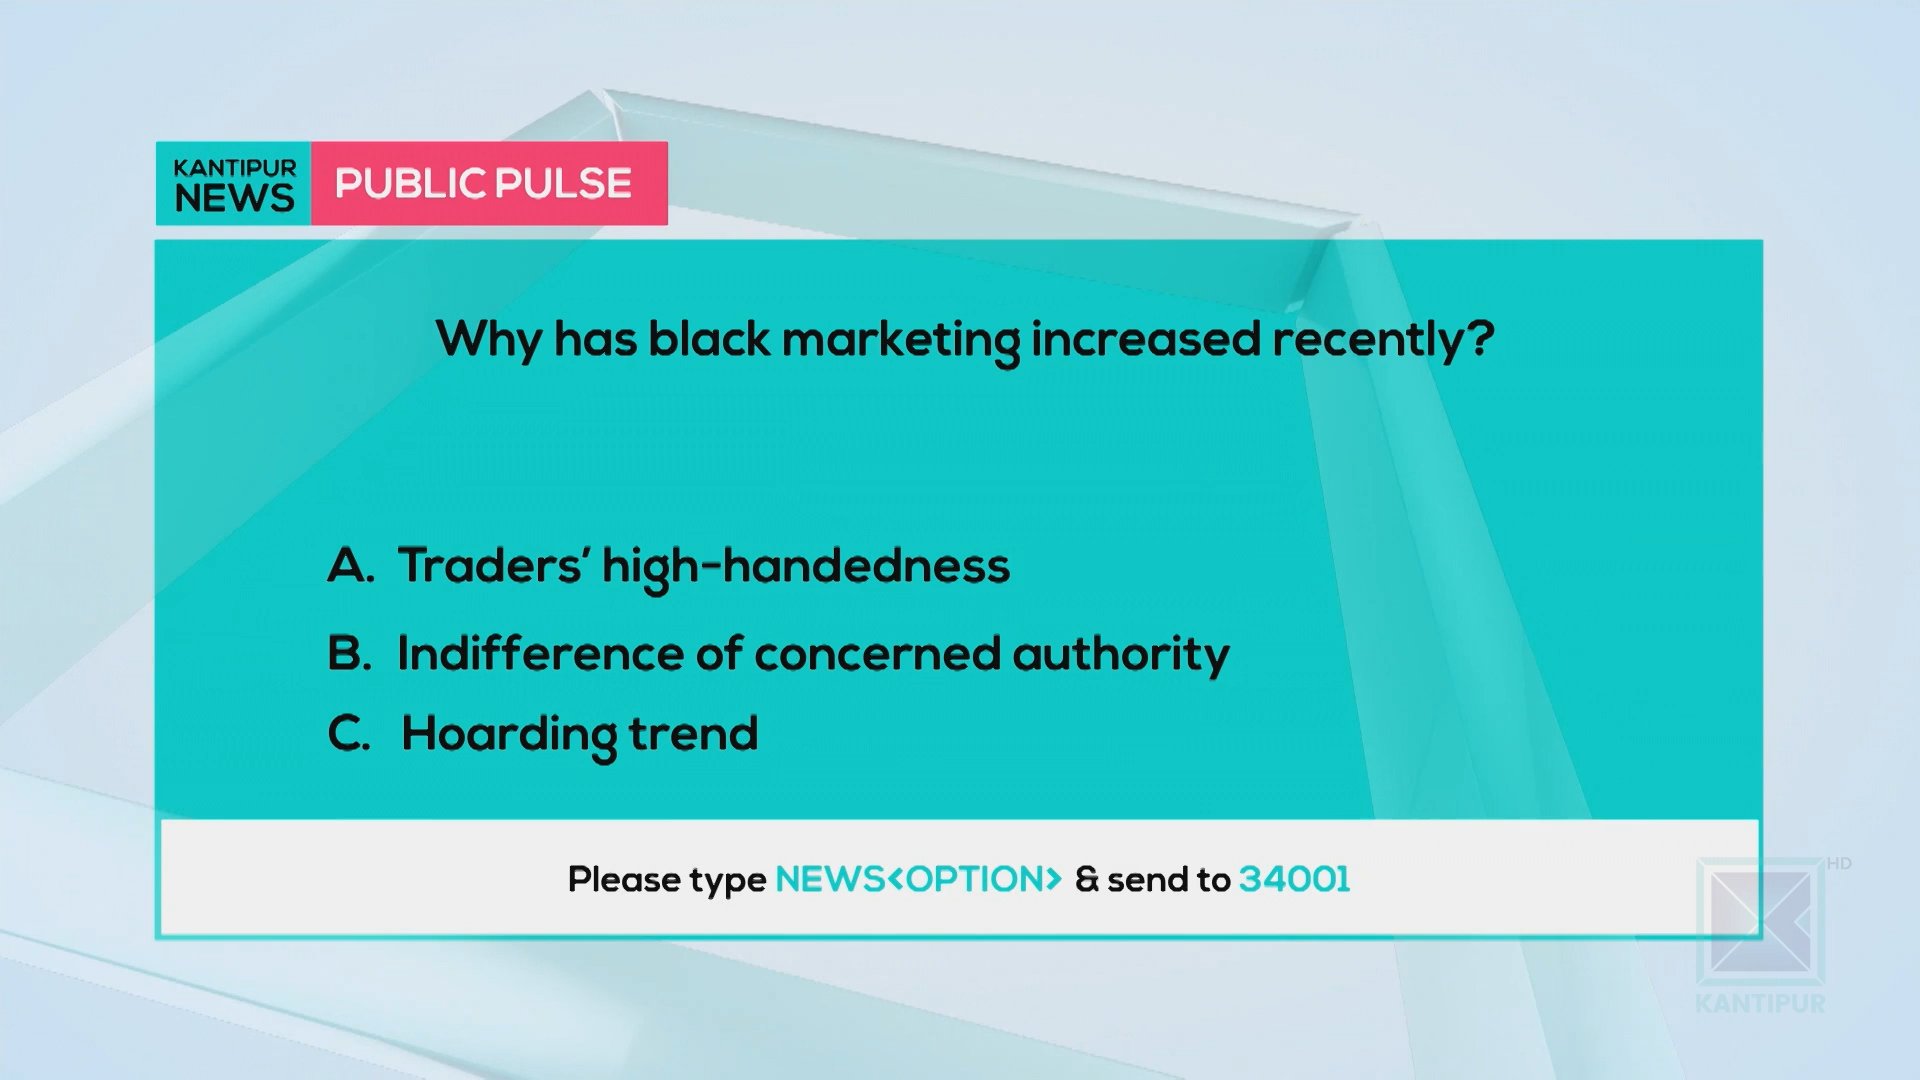 KANTIPUR
NEWS
PUBLIC PULSE
Why has black marketing increased recently?
A. Traders’ high-handedness
B. Indifference of concerned authority
C. Hoarding trend
Please type NEWS<OPTION> & send to 34001
HD
KANTIPUR